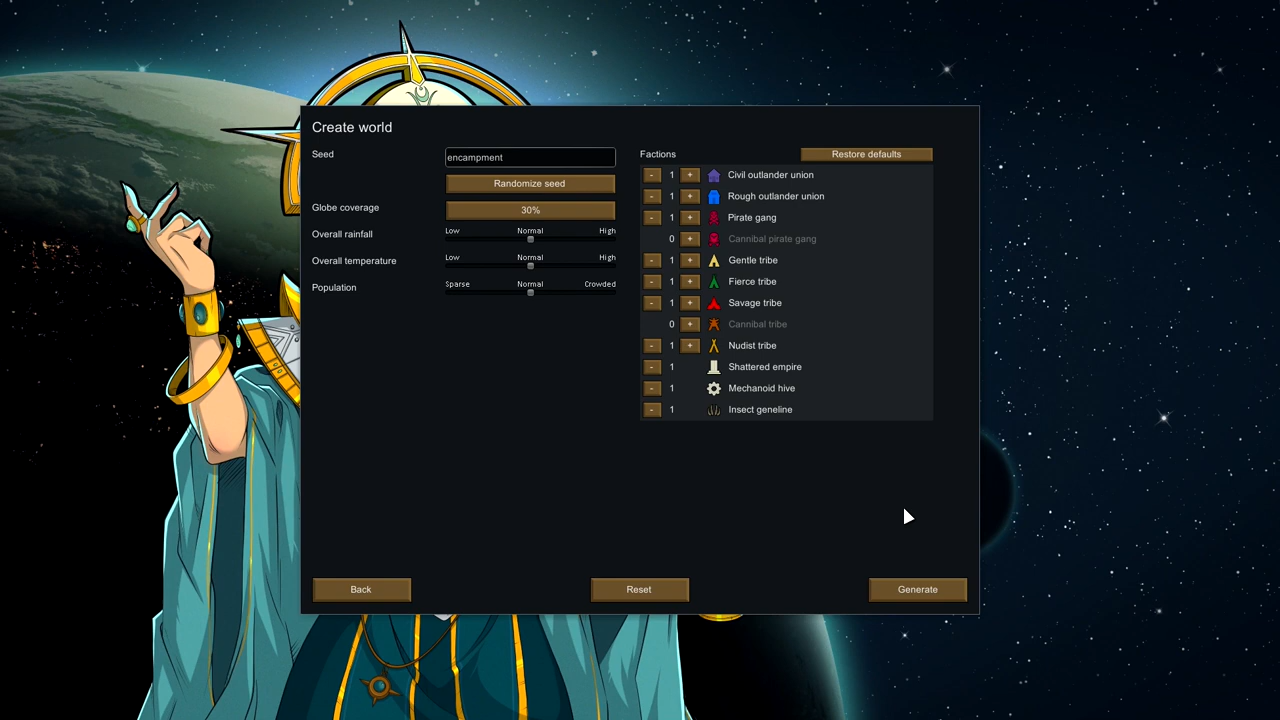 Create world
Seed
encampment
Randomize seed
Globe coverage
30%
Overall rainfall
Low Normal High
Overall temperature
Low Normal High
Population
Sparse Normal Crowded
Factions
Restore defaults
- 1 + Civil outlander union
- 1 + Rough outlander union
- 1 + Pirate gang
0 + Cannibal pirate gang
- 1 + Gentle tribe
- 1 + Fierce tribe
- 1 + Savage tribe
0 + Cannibal tribe
- 1 + Nudist tribe
- 1 Shattered empire
- 1 Mechanoid hive
- 1 Insect geneline
Back
Reset
Generate